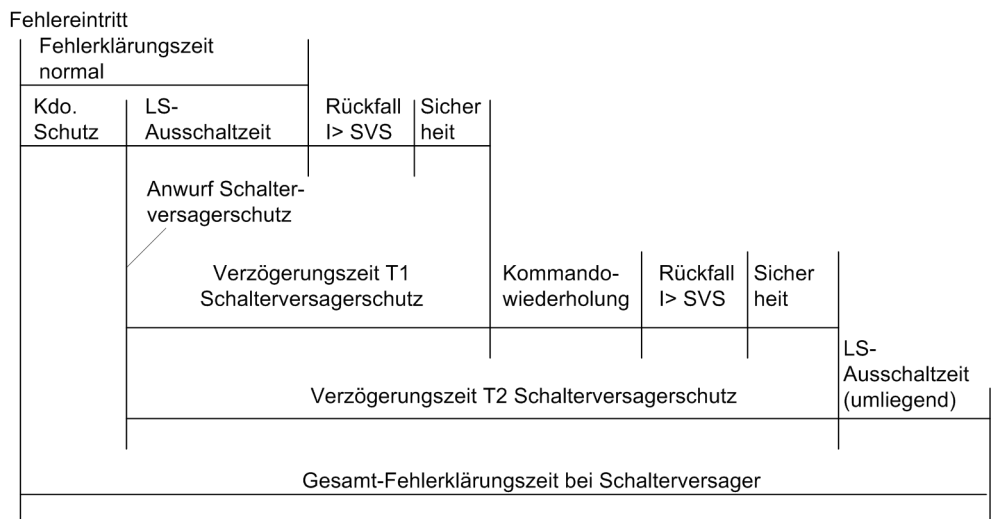 Fehlereintritt
Fehlerklärungszeit
normal
Kdo.
Schutz
LS-
Ausschaltzeit
Rückfall
I> SVS
Sicher
heit
Anwurf Schalter-
versagerschutz
Verzögerungszeit T1
Schalterversagerschutz
Kommando-
wiederholung
Rückfall
I> SVS
Sicher
heit
LS-
Ausschaltzeit
(umliegend)
Verzögerungszeit T2 Schalterversagerschutz
Gesamt-Fehlerklärungszeit bei Schalterversager